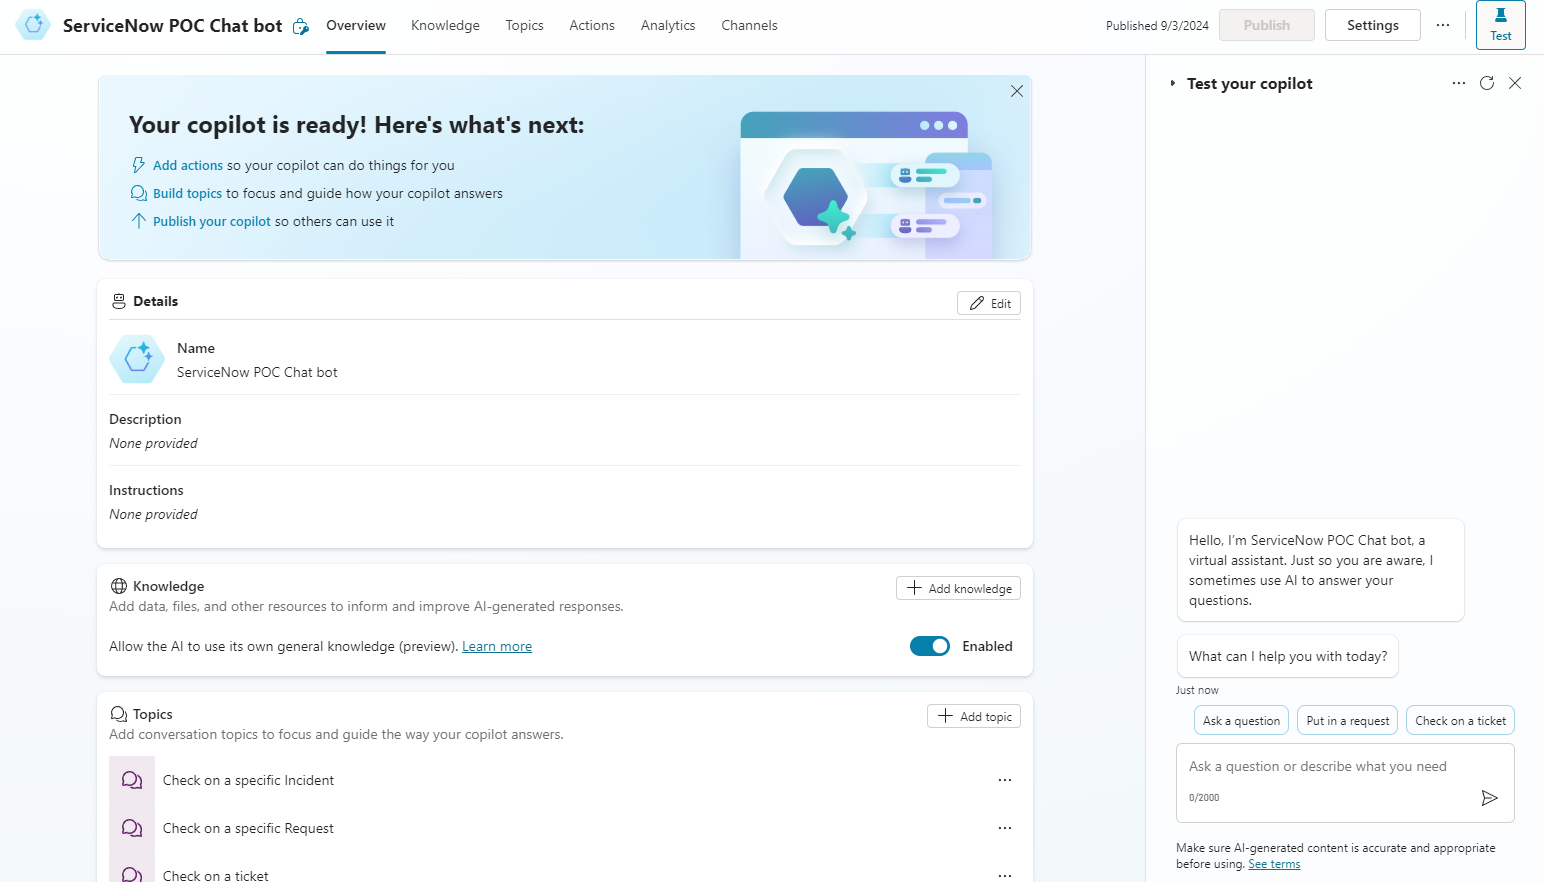 ServiceNow POC Chat bot
Overview
Knowledge
Topics
Actions
Analytics
Channels
Published 9/3/2024
Publish
Settings
Test
Your copilot is ready! Here's what's next:
Add actions so your copilot can do things for you
Build topics to focus and guide how your copilot answers
Publish your copilot so others can use it
Details
Edit
Name
ServiceNow POC Chat bot
Description
None provided
Instructions
None provided
Knowledge
Add knowledge
Add data, files, and other resources to inform and improve AI-generated responses.
Allow the AI to use its own general knowledge (preview). Learn more
Enabled
Topics
Add topic
Add conversation topics to focus and guide the way your copilot answers.
Check on a specific Incident
Check on a specific Request
Check on a ticket
Test your copilot
Hello, I'm ServiceNow POC Chat bot, a
virtual assistant. Just so you are aware, I
sometimes use AI to answer your
questions.
What can I help you with today?
Just now
Ask a question
Put in a request
Check on a ticket
Ask a question or describe what you need
0/2000
Make sure AI-generated content is accurate and appropriate
before using. See terms